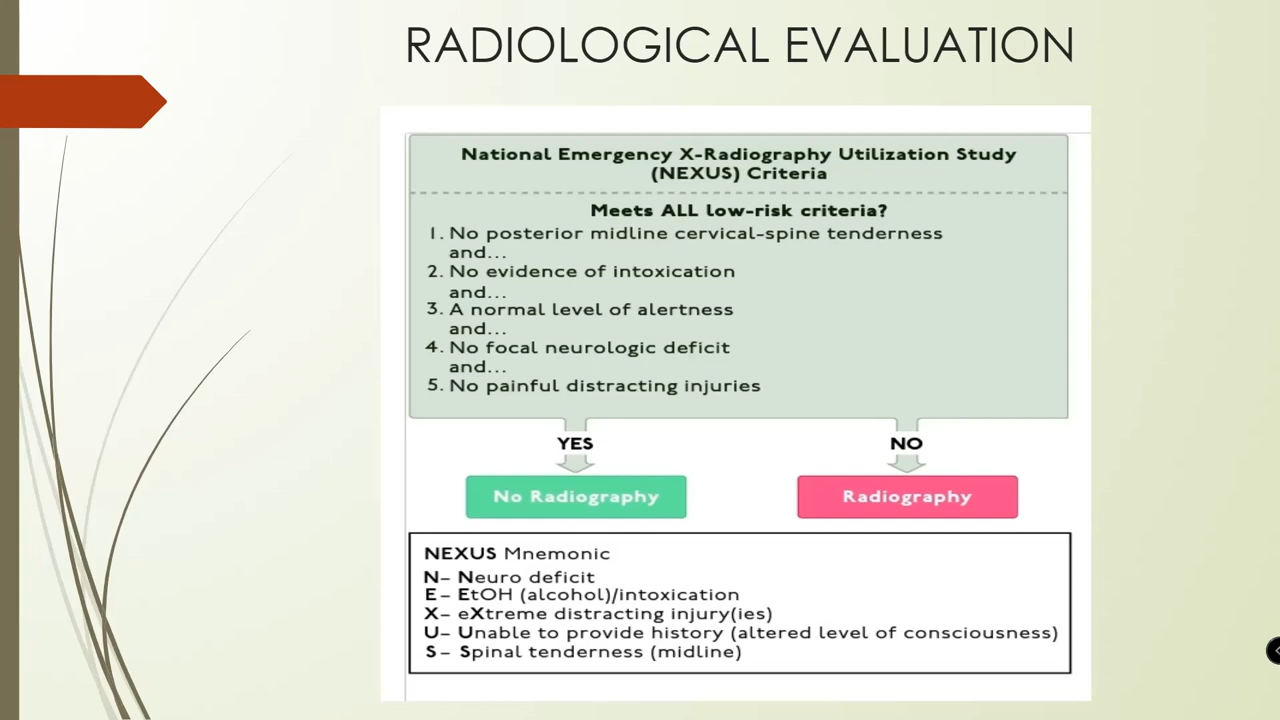 RADIOLOGICAL EVALUATION
National Emergency X-Radiography Utilization Study
(NEXUS) Criteria
Meets ALL low-risk criteria?
1. No posterior midline cervical-spine tenderness
and...
2. No evidence of intoxication
and...
3. A normal level of alertness
and...
4. No focal neurologic deficit
and...
5. No painful distracting injuries
YES
NO
No Radiography
Radiography
NEXUS Mnemonic
N– Neuro deficit
E– EtOH (alcohol)/intoxication
X– eXtreme distracting injury(ies)
U– Unable to provide history (altered level of consciousness)
S– Spinal tenderness (midline)